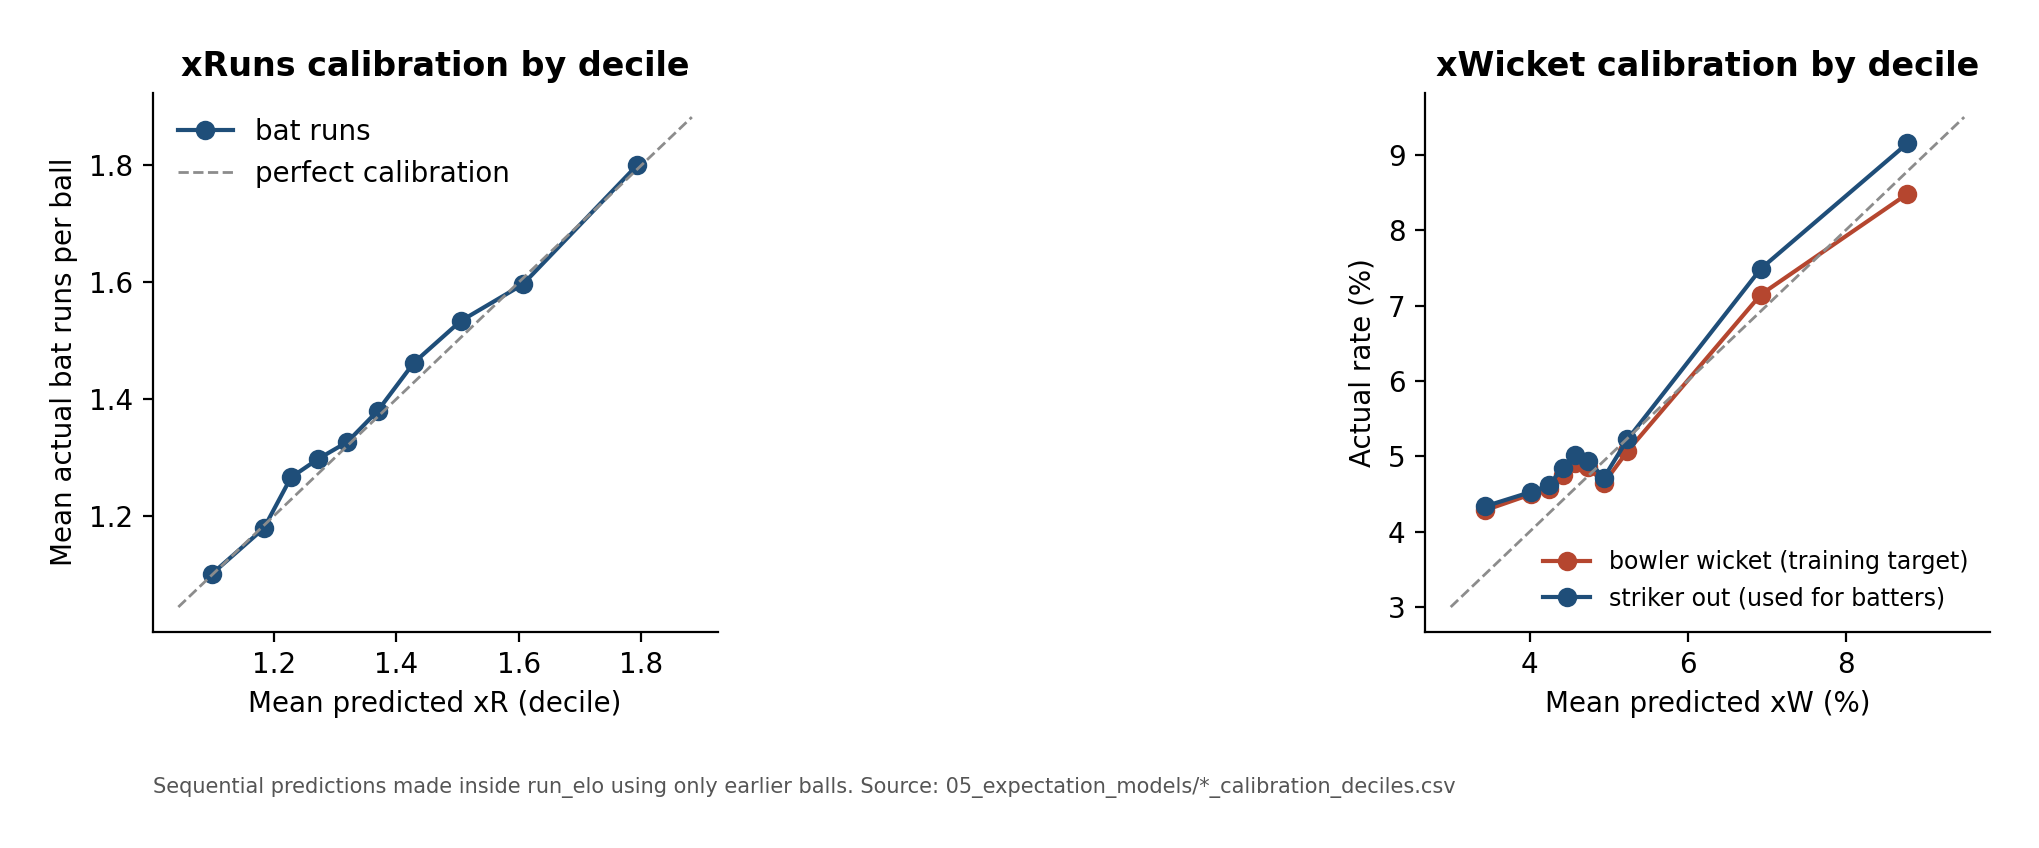 xRuns calibration by decile
bat runs
perfect calibration
Mean actual bat runs per ball
1.8
1.6
1.4
1.2
1.2 1.4 1.6 1.8
Mean predicted xR (decile)
xWicket calibration by decile
Actual rate (%)
9
8
7
6
5
4
3
bowler wicket (training target)
striker out (used for batters)
4 6 8
Mean predicted xW (%)
Sequential predictions made inside run_elo using only earlier balls. Source: 05_expectation_models/*_calibration_deciles.csv